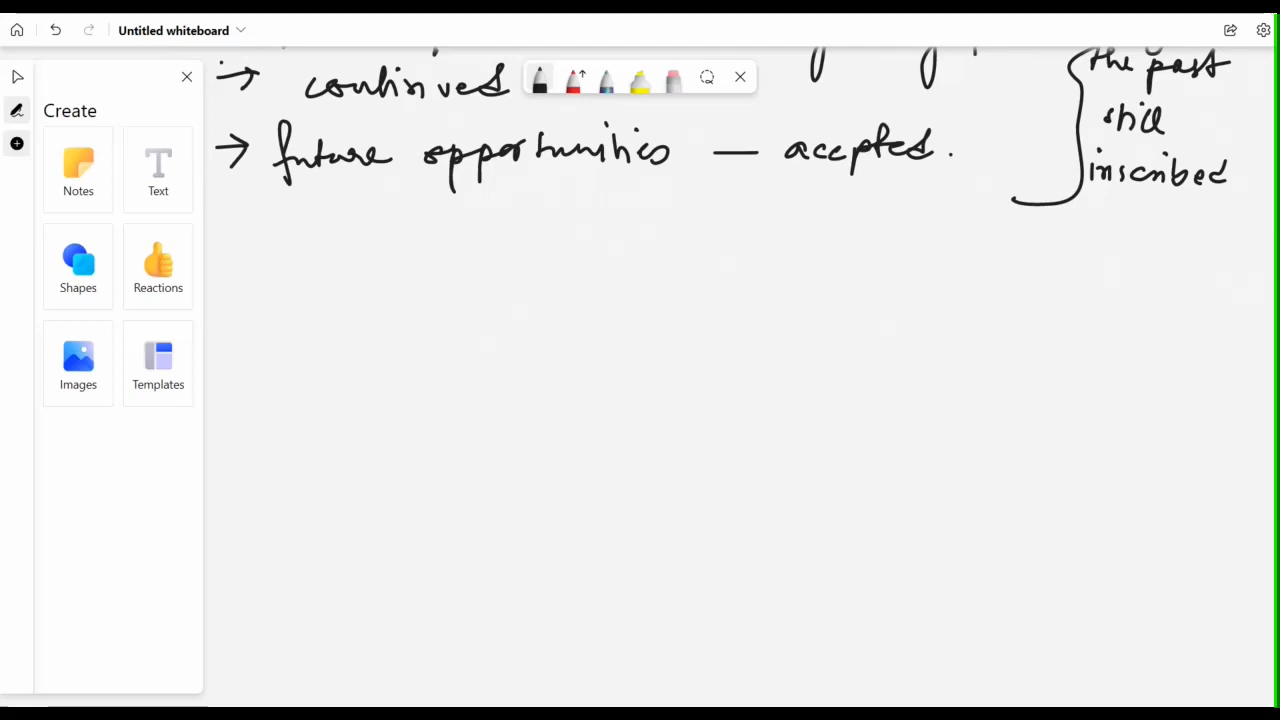 Untitled whiteboard
Create
Notes
Text
Shapes
Reactions
Images
Templates
→ continued
→ future opportunities — accepted.
the past
still
inscribed